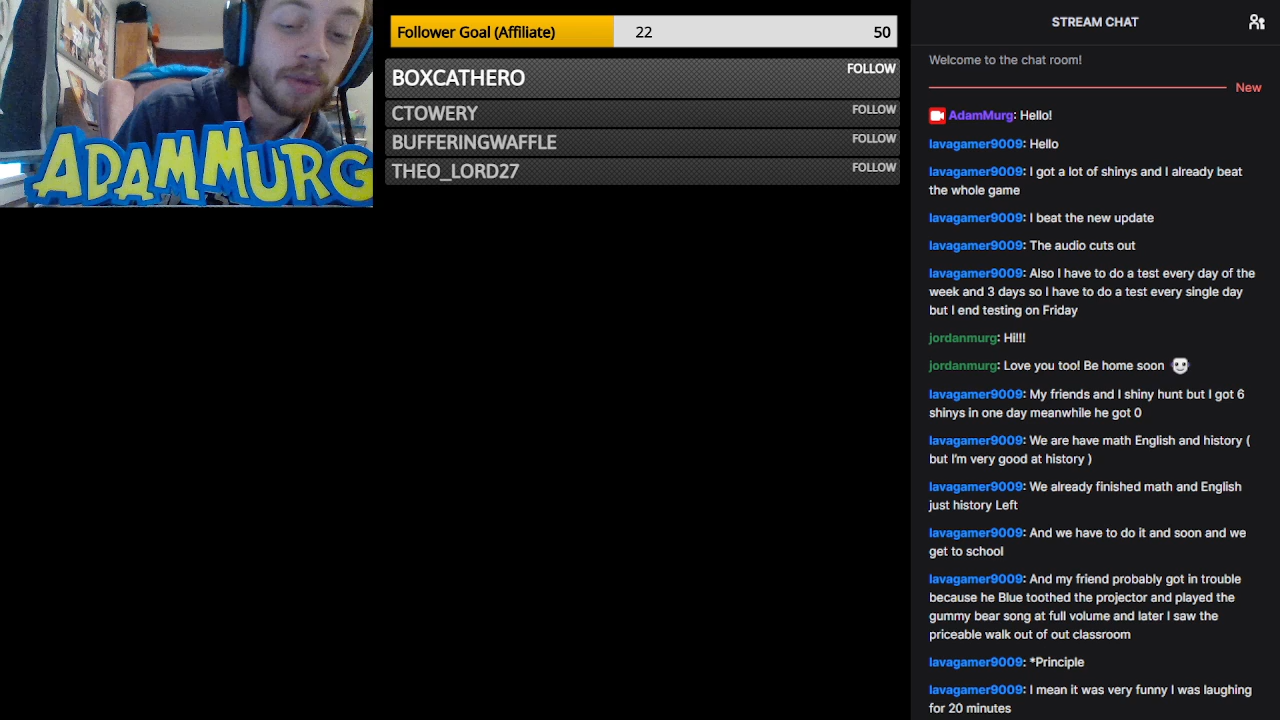 ADAMMURG
Follower Goal (Affiliate) 22 50
BOXCATHERO FOLLOW
CTOWERY FOLLOW
BUFFERINGWAFFLE FOLLOW
THEO_LORD27 FOLLOW
STREAM CHAT
Welcome to the chat room!
New
AdamMurg: Hello!
lavagamer9009: Hello
lavagamer9009: I got a lot of shinys and I already beat
the whole game
lavagamer9009: I beat the new update
lavagamer9009: The audio cuts out
lavagamer9009: Also I have to do a test every day of the
week and 3 days so I have to do a test every single day
but I end testing on Friday
jordanmurg: Hi!!!
jordanmurg: Love you too! Be home soon
lavagamer9009: My friends and I shiny hunt but I got 6
shinys in one day meanwhile he got 0
lavagamer9009: We are have math English and history (
but I'm very good at history )
lavagamer9009: We already finished math and English
just history Left
lavagamer9009: And we have to do it and soon and we
get to school
lavagamer9009: And my friend probably got in trouble
because he Blue toothed the projector and played the
gummy bear song at full volume and later I saw the
priceable walk out of out classroom
lavagamer9009: *Principle
lavagamer9009: I mean it was very funny I was laughing
for 20 minutes